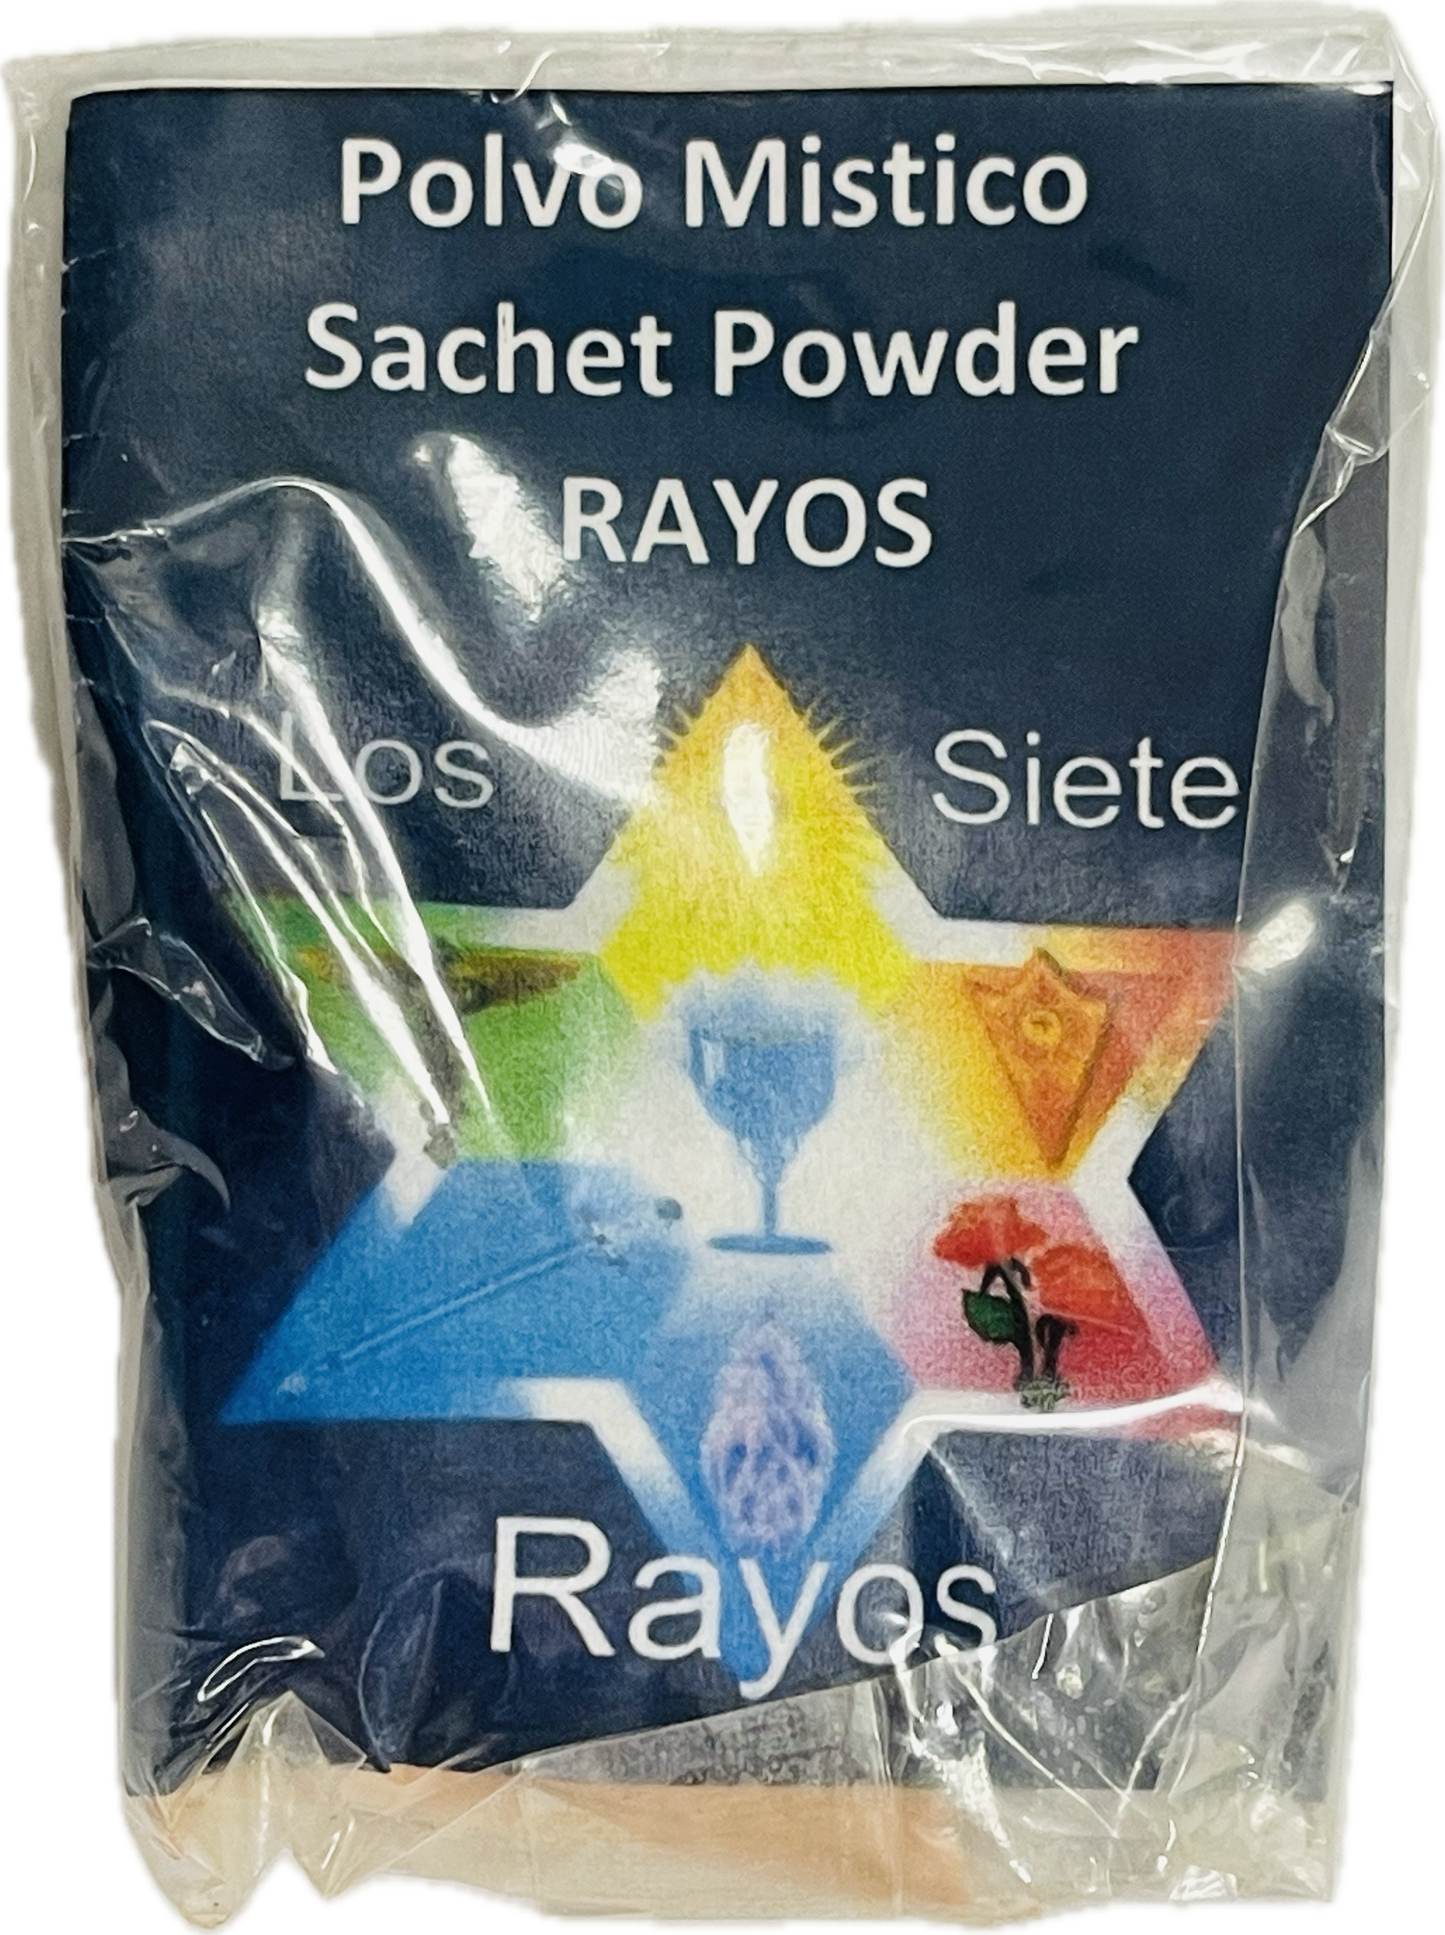 Polvo Mistico
Sachet Powder
RAYOS
Los Siete
Rayos